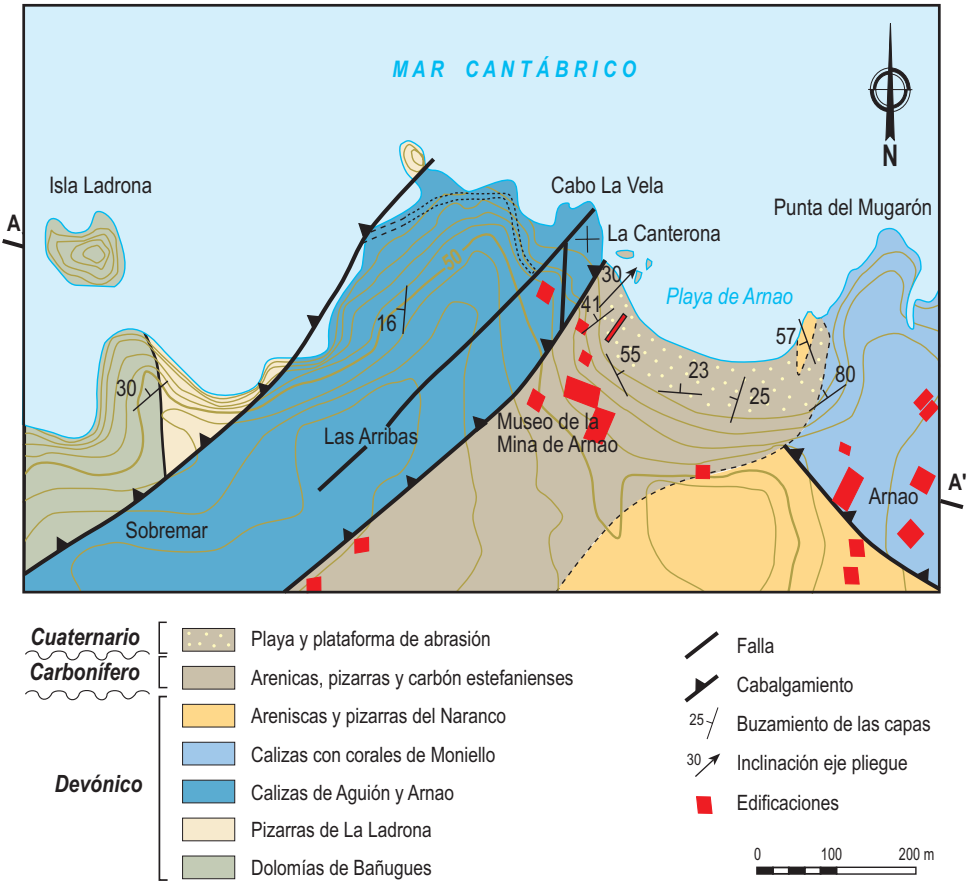 MAR CANTÁBRICO
N
Isla Ladrona
Cabo La Vela
Punta del Mugarón
A
La Canterona
50
30
Playa de Arnao
41
16
57
55
23
80
30
25
Las Arribas
Museo de la
Mina de Arnao
Arnao
A'
Sobremar
Cuaternario
Playa y plataforma de abrasión
Carbonífero
Arenicas, pizarras y carbón estefanienses
Devónico
Areniscas y pizarras del Naranco
Calizas con corales de Moniello
Calizas de Aguión y Arnao
Pizarras de La Ladrona
Dolomías de Bañugues
Falla
Cabalgamiento
25 Buzamiento de las capas
30 Inclinación eje pliegue
Edificaciones
0 100 200 m